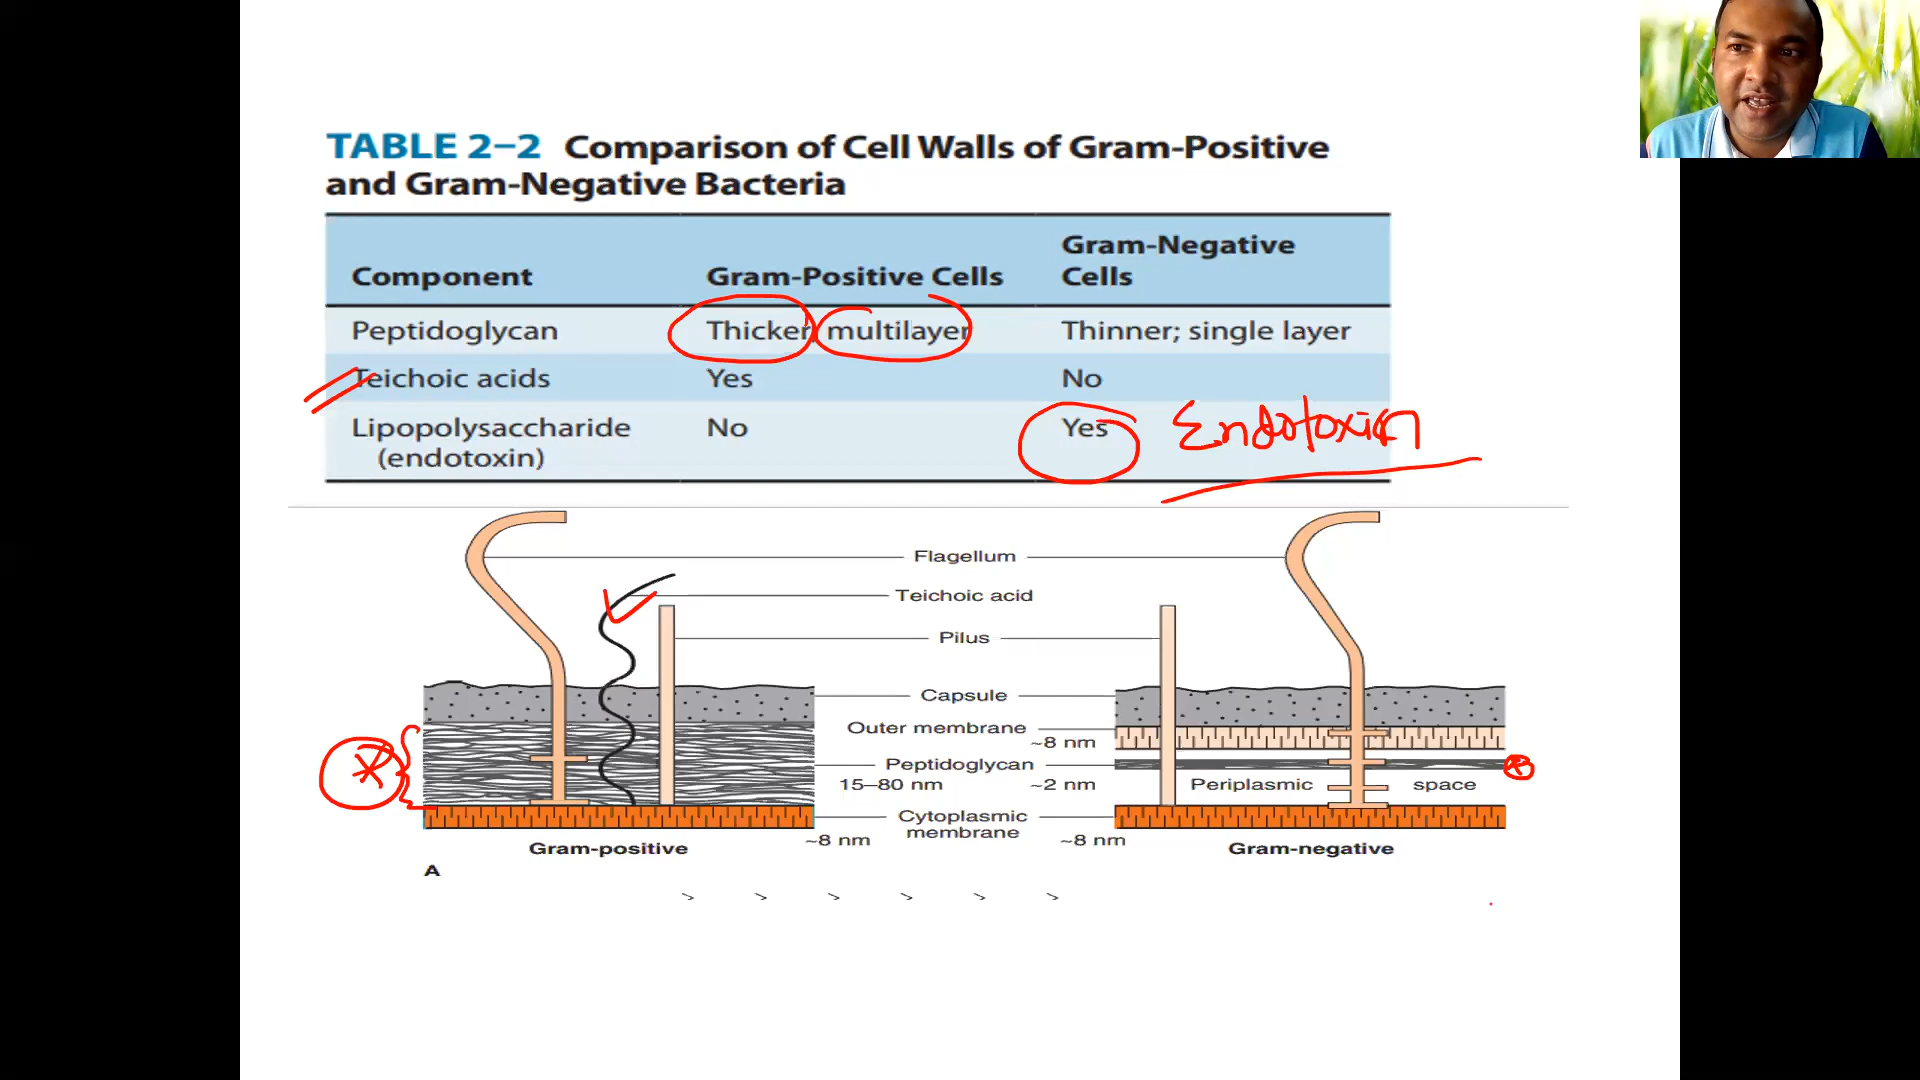 TABLE 2–2 Comparison of Cell Walls of Gram-Positive
and Gram-Negative Bacteria
Component
Gram-Positive Cells
Gram-Negative
Cells
Peptidoglycan
Thicker multilayer
Thinner; single layer
Teichoic acids
Yes
No
Lipopolysaccharide
(endotoxin)
No
Yes
Endotoxin
Flagellum
Teichoic acid
Pilus
Capsule
Outer membrane
~8 nm
Peptidoglycan
15–80 nm
~2 nm
Periplasmic
space
Cytoplasmic
membrane
~8 nm
~8 nm
Gram-positive
Gram-negative
A